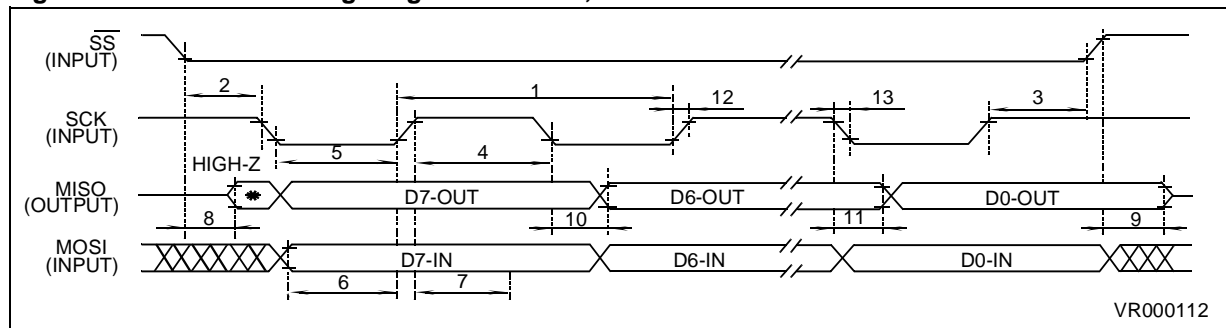 SS
(INPUT)
2
1
12
13
3
SCK
(INPUT)
5
4
HIGH-Z
MISO
(OUTPUT)
*
D7-OUT
D6-OUT
D0-OUT
8
10
11
9
MOSI
(INPUT)
D7-IN
D6-IN
D0-IN
6
7
VR000112